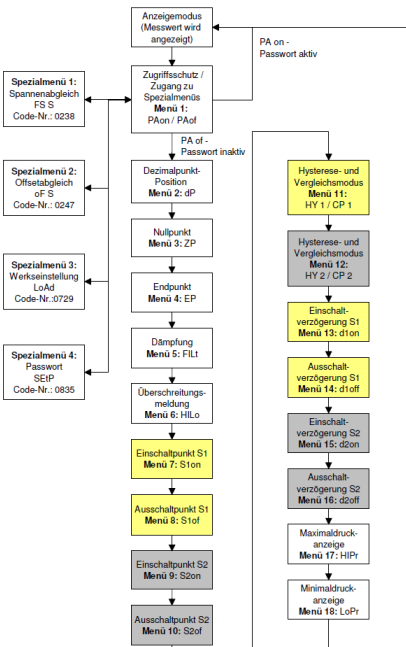 Anzeigemodus
(Messwert wird
angezeigt)
PA on -
Passwort aktiv
Zugriffsschutz /
Zugang zu
Spezialmenüs
Menü 1:
PAon / PAof
PA of -
Passwort inaktiv
Spezialmenü 1:
Spannenabgleich
FS S
Code-Nr.: 0238
Spezialmenü 2:
Offsetabgleich
oF S
Code-Nr.: 0247
Spezialmenü 3:
Werkseinstellung
LoAd
Code-Nr.:0729
Spezialmenü 4:
Passwort
SEtP
Code-Nr.: 0835
Dezimalpunkt-
Position
Menü 2: dP
Nullpunkt
Menü 3: ZP
Endpunkt
Menü 4: EP
Dämpfung
Menü 5: FILt
Überschreitungs-
meldung
Menü 6: HILo
Einschaltpunkt S1
Menü 7: S1on
Ausschaltpunkt S1
Menü 8: S1of
Einschaltpunkt S2
Menü 9: S2on
Ausschaltpunkt S2
Menü 10: S2of
Hysterese- und
Vergleichsmodus
Menü 11:
HY 1 / CP 1
Hysterese- und
Vergleichsmodus
Menü 12:
HY 2 / CP 2
Einschalt-
verzögerung S1
Menü 13: d1on
Ausschalt-
verzögerung S1
Menü 14: d1off
Einschalt-
verzögerung S2
Menü 15: d2on
Ausschalt-
verzögerung S2
Menü 16: d2off
Maximaldruck-
anzeige
Menü 17: HIPr
Minimaldruck-
anzeige
Menü 18: LoPr